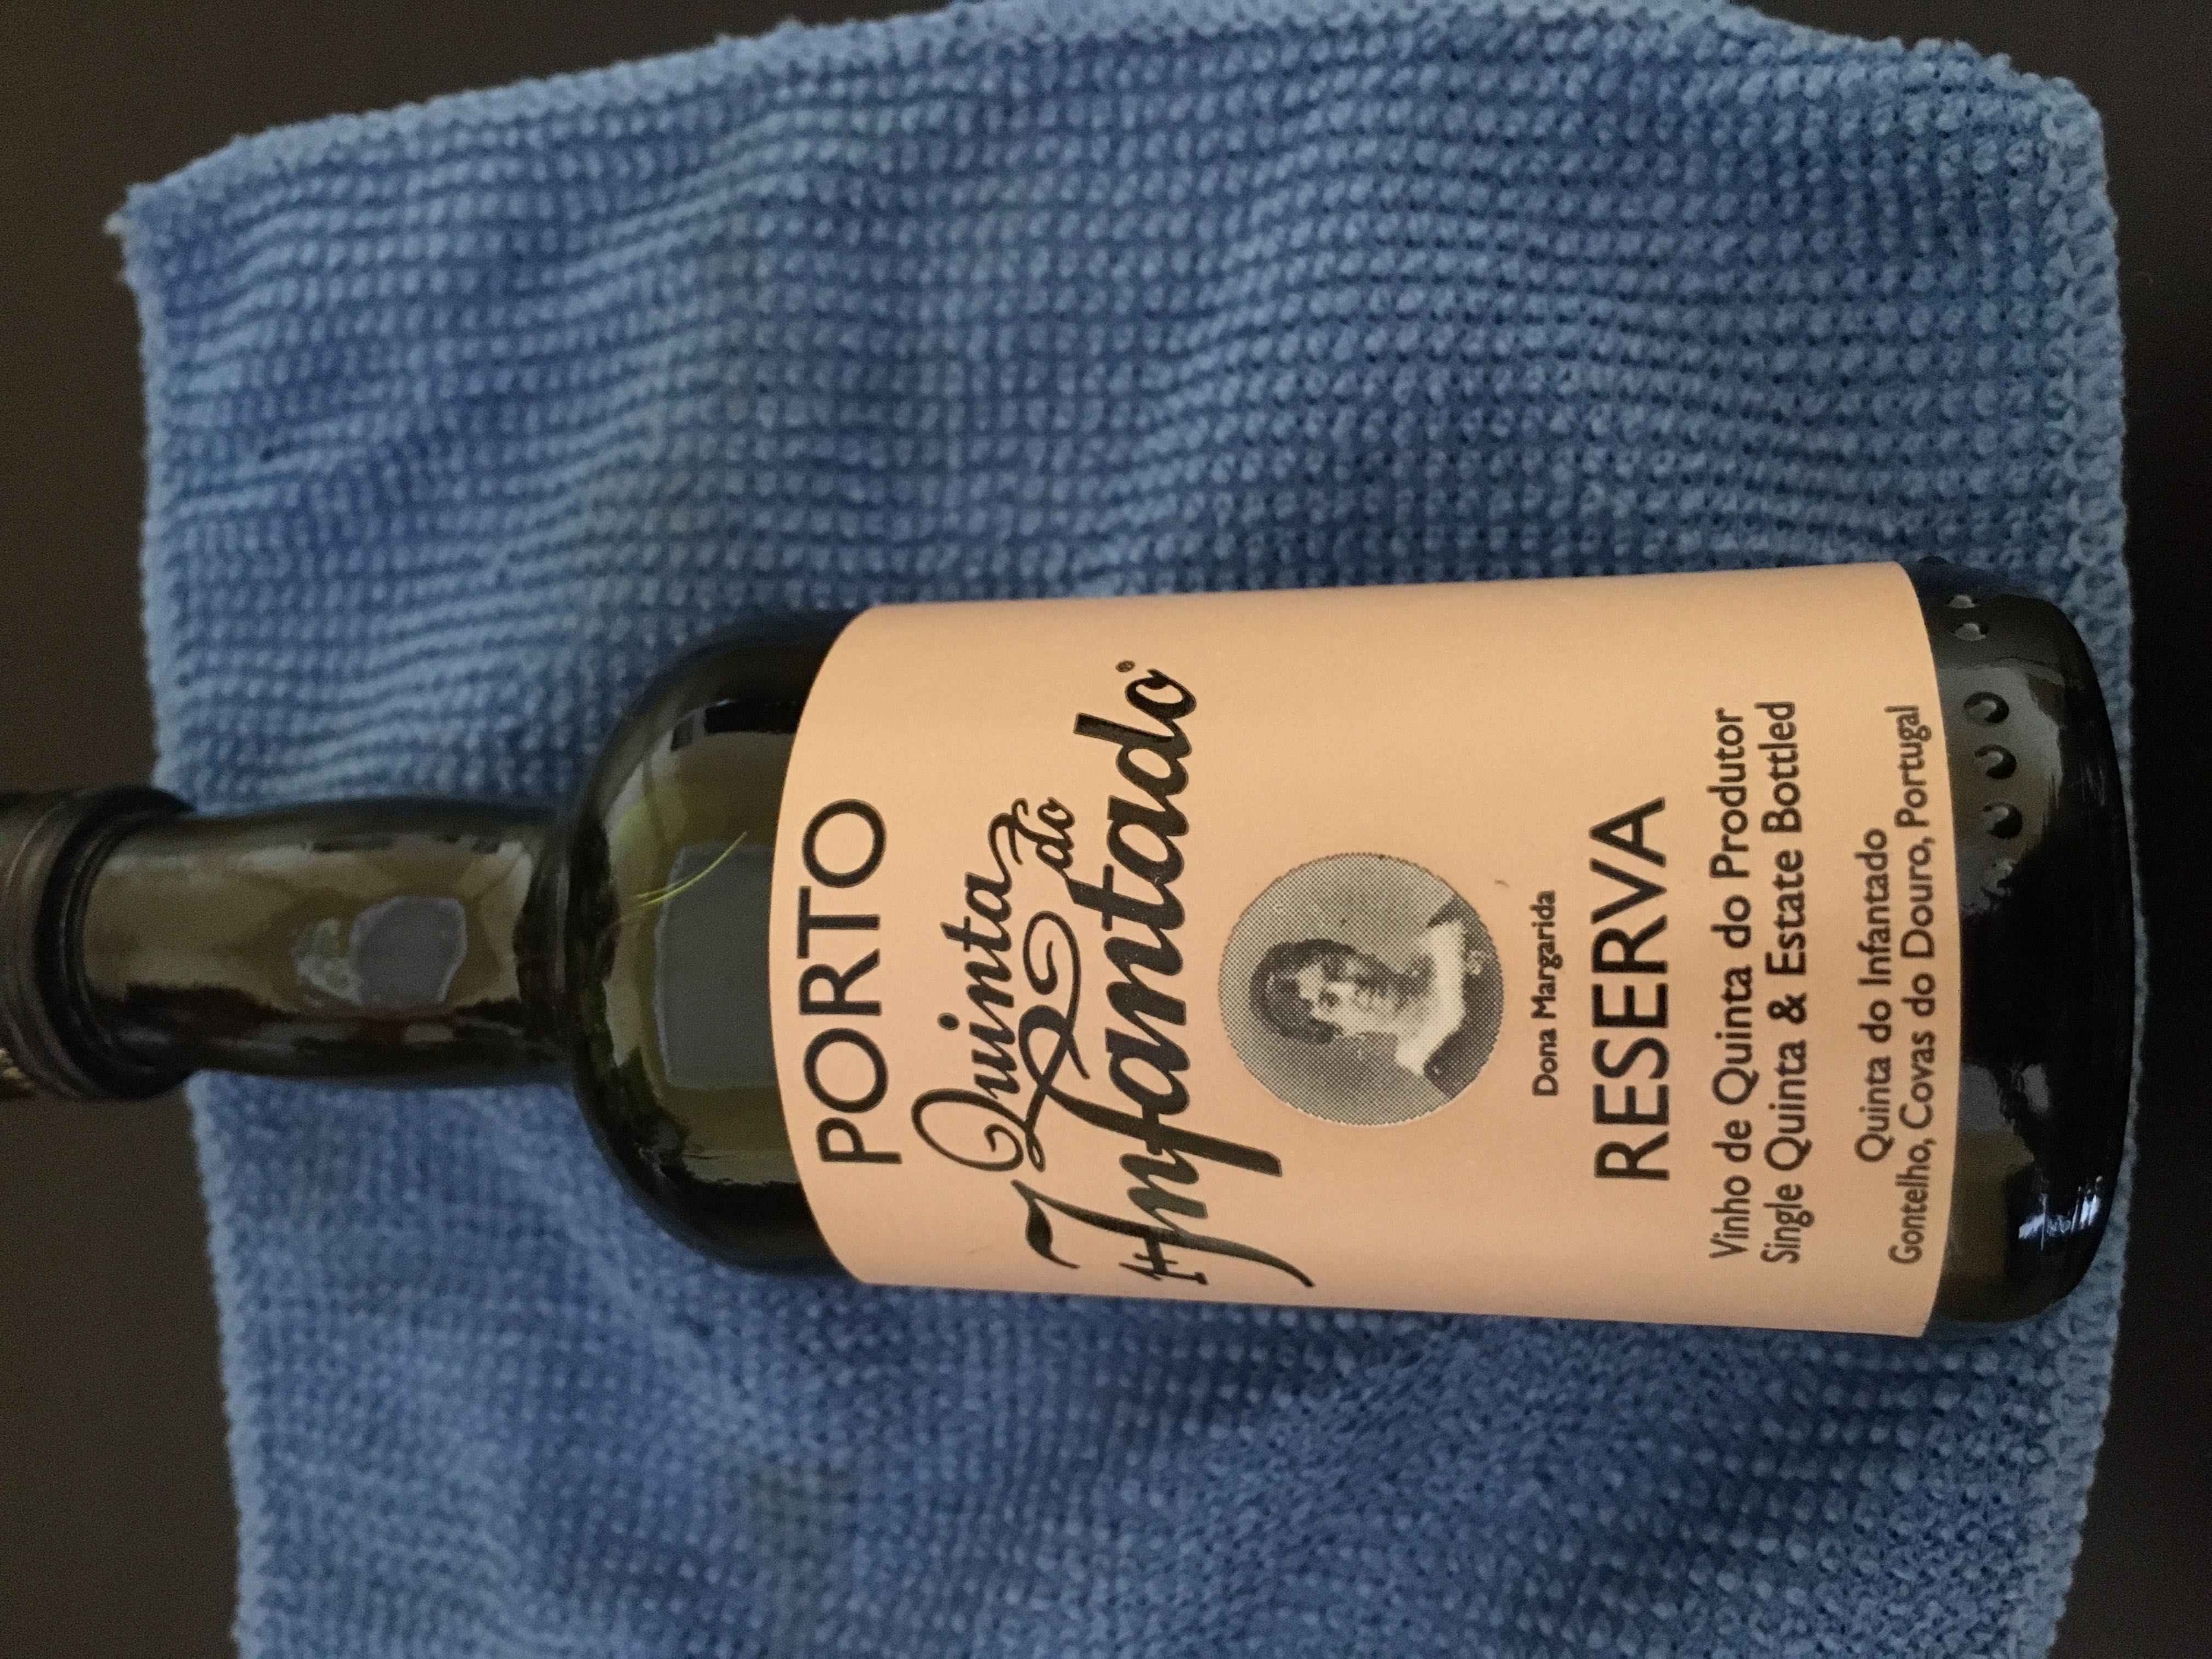 PORTO
Quinta
do
Infantado®
Dona Margarida
RESERVA
Vinho de Quinta do Produtor
Single Quinta & Estate Bottled
Quinta do Infantado
Gontelho, Covas do Douro, Portugal